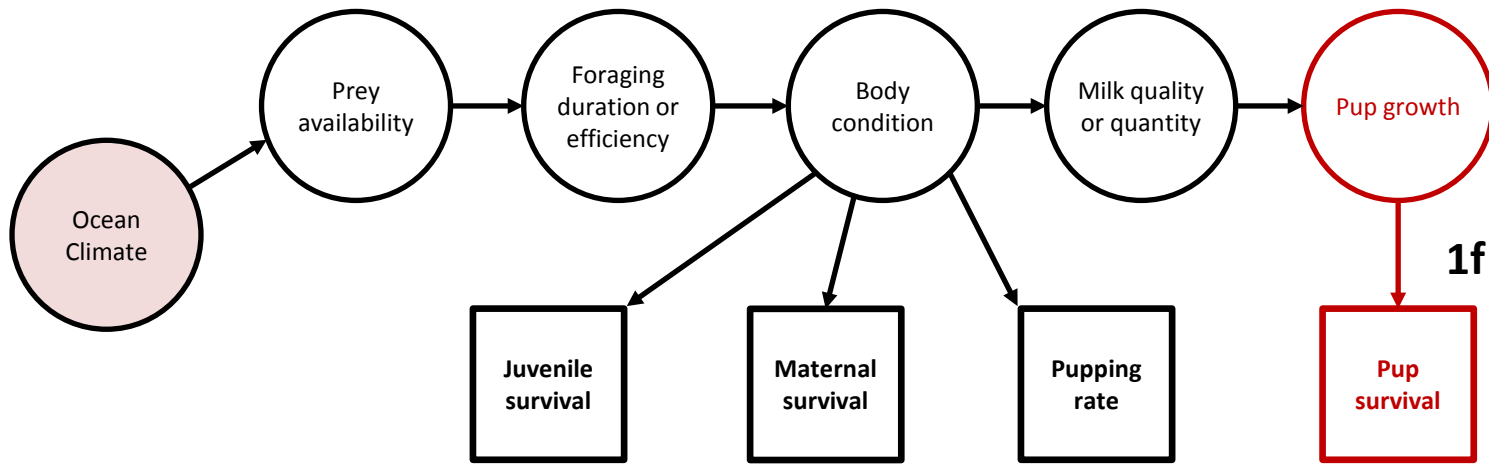 Ocean
Climate
Prey
availability
Foraging
duration or
efficiency
Body
condition
Milk quality
or quantity
Pup growth
1f
Juvenile
survival
Maternal
survival
Pupping
rate
Pup
survival